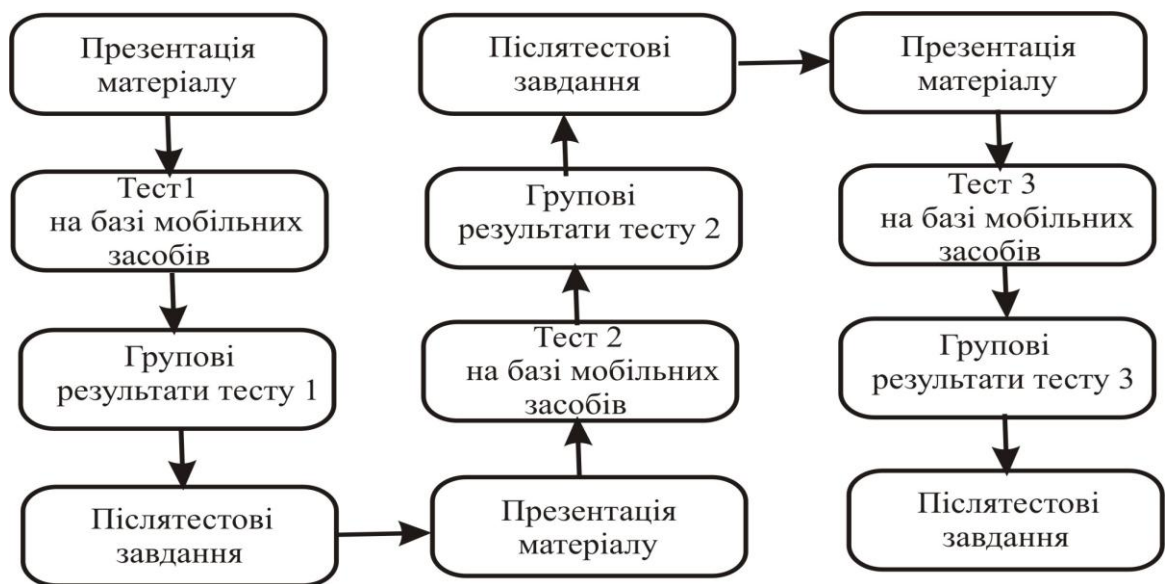 Презентація
матеріалу
Тест1
на базі мобільних
засобів
Групові
результати тесту 1
Післятестові
завдання
Презентація
матеріалу
Тест 2
на базі мобільних
засобів
Групові
результати тесту 2
Післятестові
завдання
Презентація
матеріалу
Тест 3
на базі мобільних
засобів
Групові
результати тесту 3
Післятестові
завдання